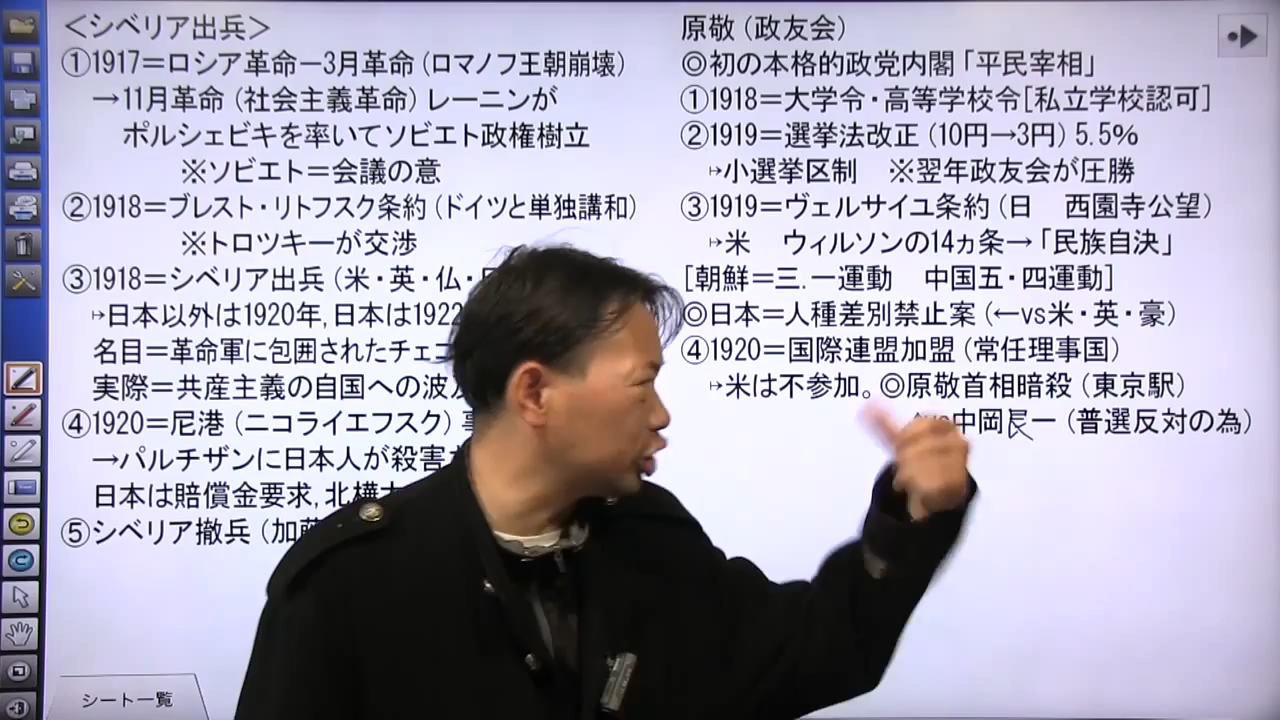 ＜シベリア出兵＞
①1917＝ロシア革命－3月革命(ロマノフ王朝崩壊)
→11月革命(社会主義革命)レーニンが
ポルシェビキを率いてソビエト政権樹立
※ソビエト＝会議の意
②1918＝ブレスト・リトフスク条約(ドイツと単独講和)
※トロツキーが交渉
③1918＝シベリア出兵(米・英・仏・
↦日本以外は1920年,日本は1922
名目＝革命軍に包囲されたチェコ
実際＝共産主義の自国への波及
④1920＝尼港(ニコライエフスク)事
→パルチザンに日本人が殺害
日本は賠償金要求,北樺太
⑤シベリア撤兵(加藤
原敬(政友会)
◎初の本格的政党内閣「平民宰相」
①1918＝大学令・高等学校令[私立学校認可]
②1919＝選挙法改正(10円→3円)5.5%
↦小選挙区制　※翌年政友会が圧勝
③1919＝ヴェルサイユ条約(日　西園寺公望)
↦米　ウィルソンの14ヵ条→「民族自決」
[朝鮮＝三.一運動　中国五・四運動]
◎日本＝人種差別禁止案(←vs米・英・豪)
④1920＝国際連盟加盟(常任理事国)
↦米は不参加。◎原敬首相暗殺(東京駅)
中岡艮一(普選反対の為)
シート一覧